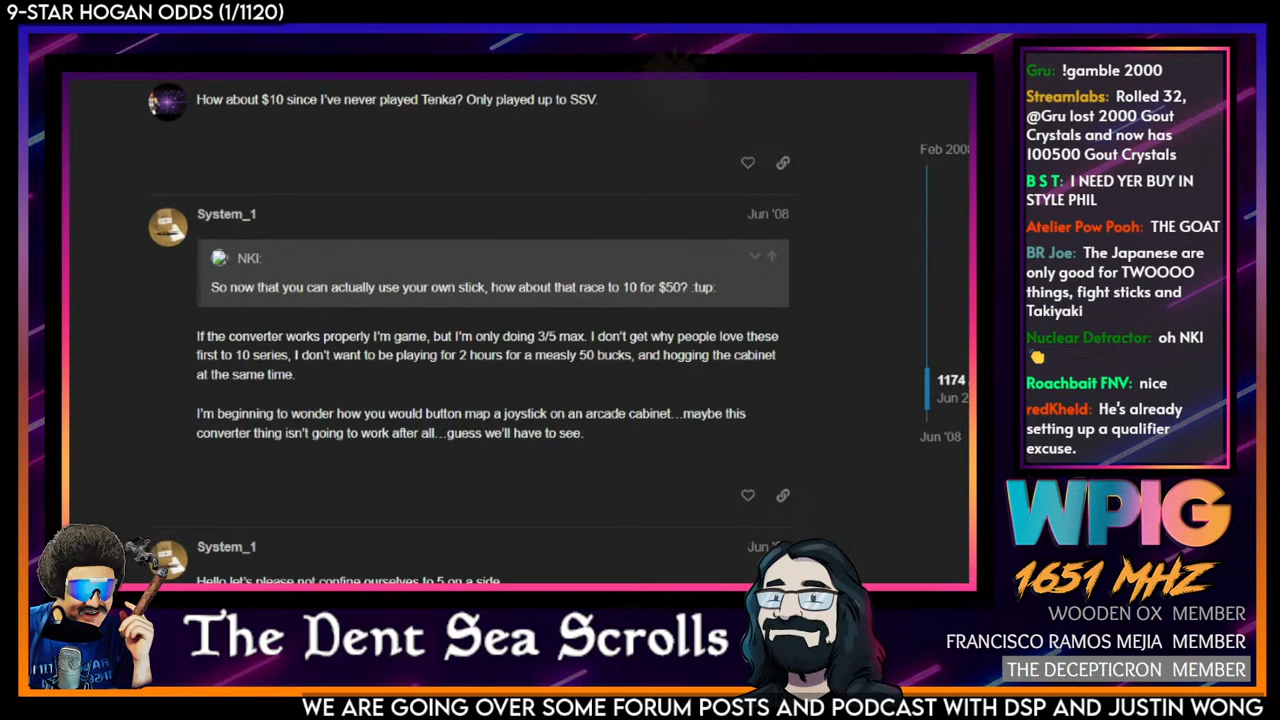 9-STAR HOGAN ODDS (1/1120)
How about $10 since I've never played Tenka? Only played up to SSV.
Feb 2008
System_1
Jun '08
NKI:
So now that you can actually use your own stick, how about that race to 10 for $50? :tup:
If the converter works properly I'm game, but I'm only doing 3/5 max. I don't get why people love these
first to 10 series, I don't want to be playing for 2 hours for a measly 50 bucks, and hogging the cabinet
at the same time.
I'm beginning to wonder how you would button map a joystick on an arcade cabinet...maybe this
converter thing isn't going to work after all...guess we'll have to see.
1174
Jun 2
Jun '08
System_1
Hello let's please not confine ourselves to 5 on a side
Gru: !gamble 2000
Streamlabs: Rolled 32,
@Gru lost 2000 Gout
Crystals and now has
100500 Gout Crystals
B S T: I NEED YER BUY IN
STYLE PHIL
Atelier Pow Pooh: THE GOAT
BR Joe: The Japanese are
only good for TWOOOO
things, fight sticks and
Takiyaki
Nuclear Detractor: oh NKI
Roachbait FNV: nice
redKheld: He's already
setting up a qualifier
excuse.
WPIG
1651 MHZ
WOODEN OX MEMBER
FRANCISCO RAMOS MEJIA MEMBER
THE DECEPTICRON MEMBER
The Dent Sea Scrolls
WE ARE GOING OVER SOME FORUM POSTS AND PODCAST WITH DSP AND JUSTIN WONG